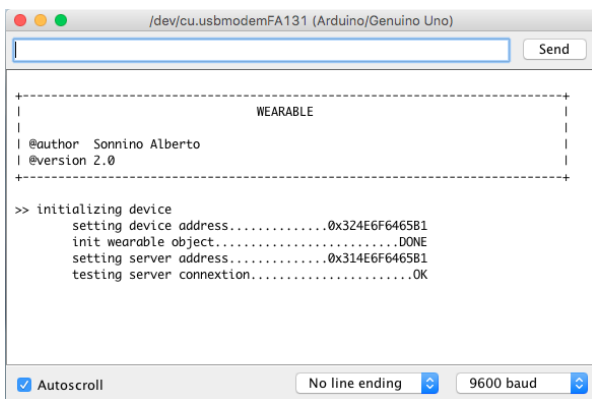 /dev/cu.usbmodemFA131 (Arduino/Genuino Uno)
Send
+---------------------------------------------------------------------------+
| WEARABLE |
| |
| @author  Sonnino Alberto |
| @version 2.0 |
+---------------------------------------------------------------------------+
>> initializing device
setting device address..............0x324E6F6465B1
init wearable object..........................DONE
setting server address..............0x314E6F6465B1
testing server connextion.......................OK
Autoscroll
No line ending
9600 baud